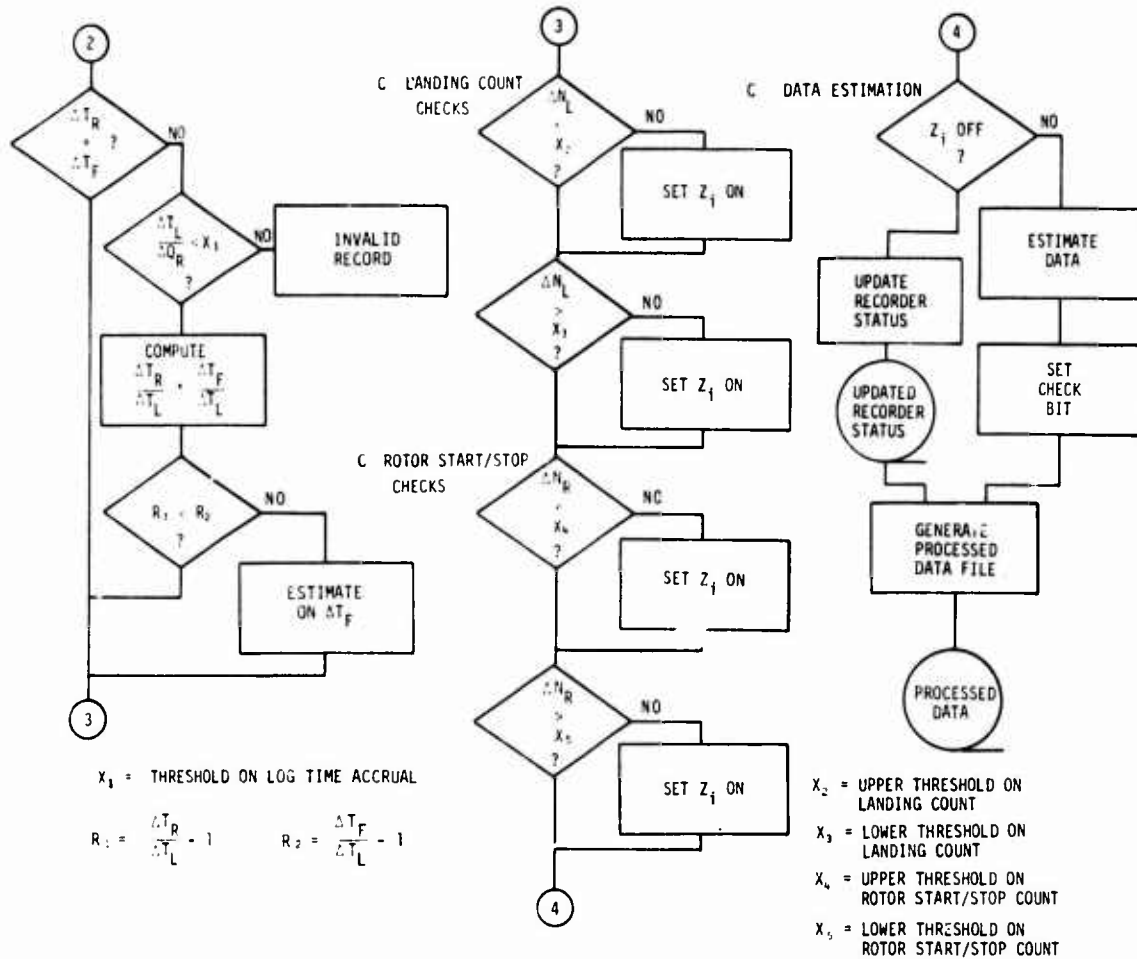 2
ΔT_R
?
ΔT_F
NO
ΔT_L
ΔQ_R
< X_1
?
NO
INVALID
RECORD
COMPUTE
ΔT_R
ΔT_L
,
ΔT_F
ΔT_L
R_1 < R_2
?
NO
ESTIMATE
ON ΔT_F
3
X_1 = THRESHOLD ON LOG TIME ACCRUAL
R_1 = ΔT_R / ΔT_L - 1
R_2 = ΔT_F / ΔT_L - 1
3
C LANDING COUNT
CHECKS
ΔN_L
X_2
?
NO
SET Z_i ON
ΔN_L
>
X_3
?
NO
SET Z_i ON
C ROTOR START/STOP
CHECKS
ΔN_R
X_4
?
NO
SET Z_i ON
ΔN_R
>
X_5
?
NO
SET Z_i ON
4
4
C DATA ESTIMATION
Z_i OFF
?
NO
UPDATE
RECORDER
STATUS
ESTIMATE
DATA
UPDATED
RECORDER
STATUS
SET
CHECK
BIT
GENERATE
PROCESSED
DATA FILE
PROCESSED
DATA
X_2 = UPPER THRESHOLD ON
LANDING COUNT
X_3 = LOWER THRESHOLD ON
LANDING COUNT
X_4 = UPPER THRESHOLD ON
ROTOR START/STOP COUNT
X_5 = LOWER THRESHOLD ON
ROTOR START/STOP COUNT